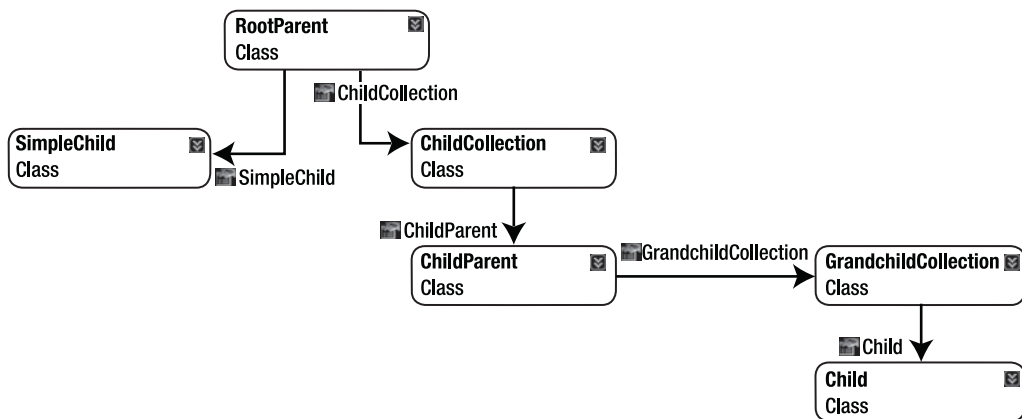 RootParent
Class
ChildCollection
SimpleChild
Class
SimpleChild
ChildCollection
Class
ChildParent
ChildParent
Class
GrandchildCollection
GrandchildCollection
Class
Child
Child
Class